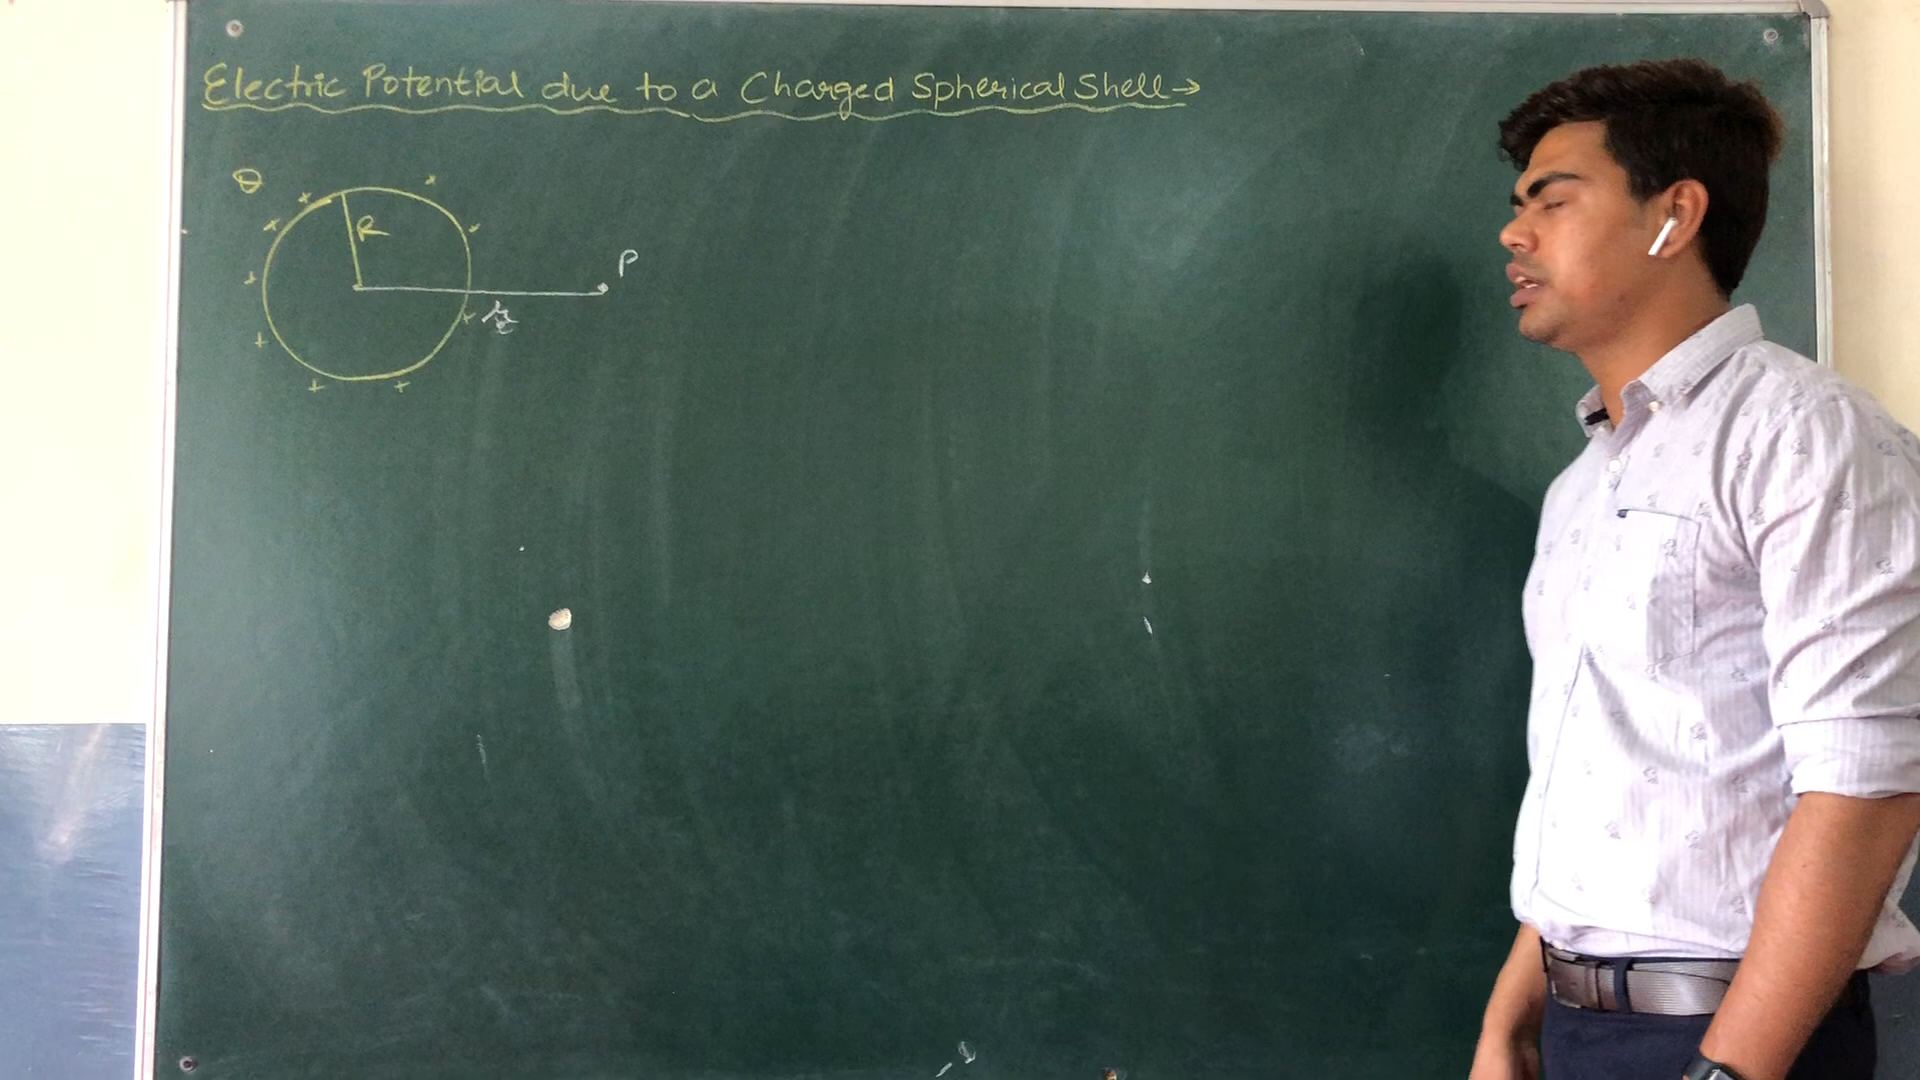 Electric Potential due to a Charged Spherical Shell →
Q
R
P